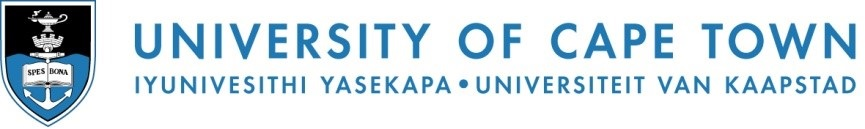 SPES BONA
UNIVERSITY OF CAPE TOWN
IYUNIVESITHI YASEKAPA • UNIVERSITEIT VAN KAAPSTAD